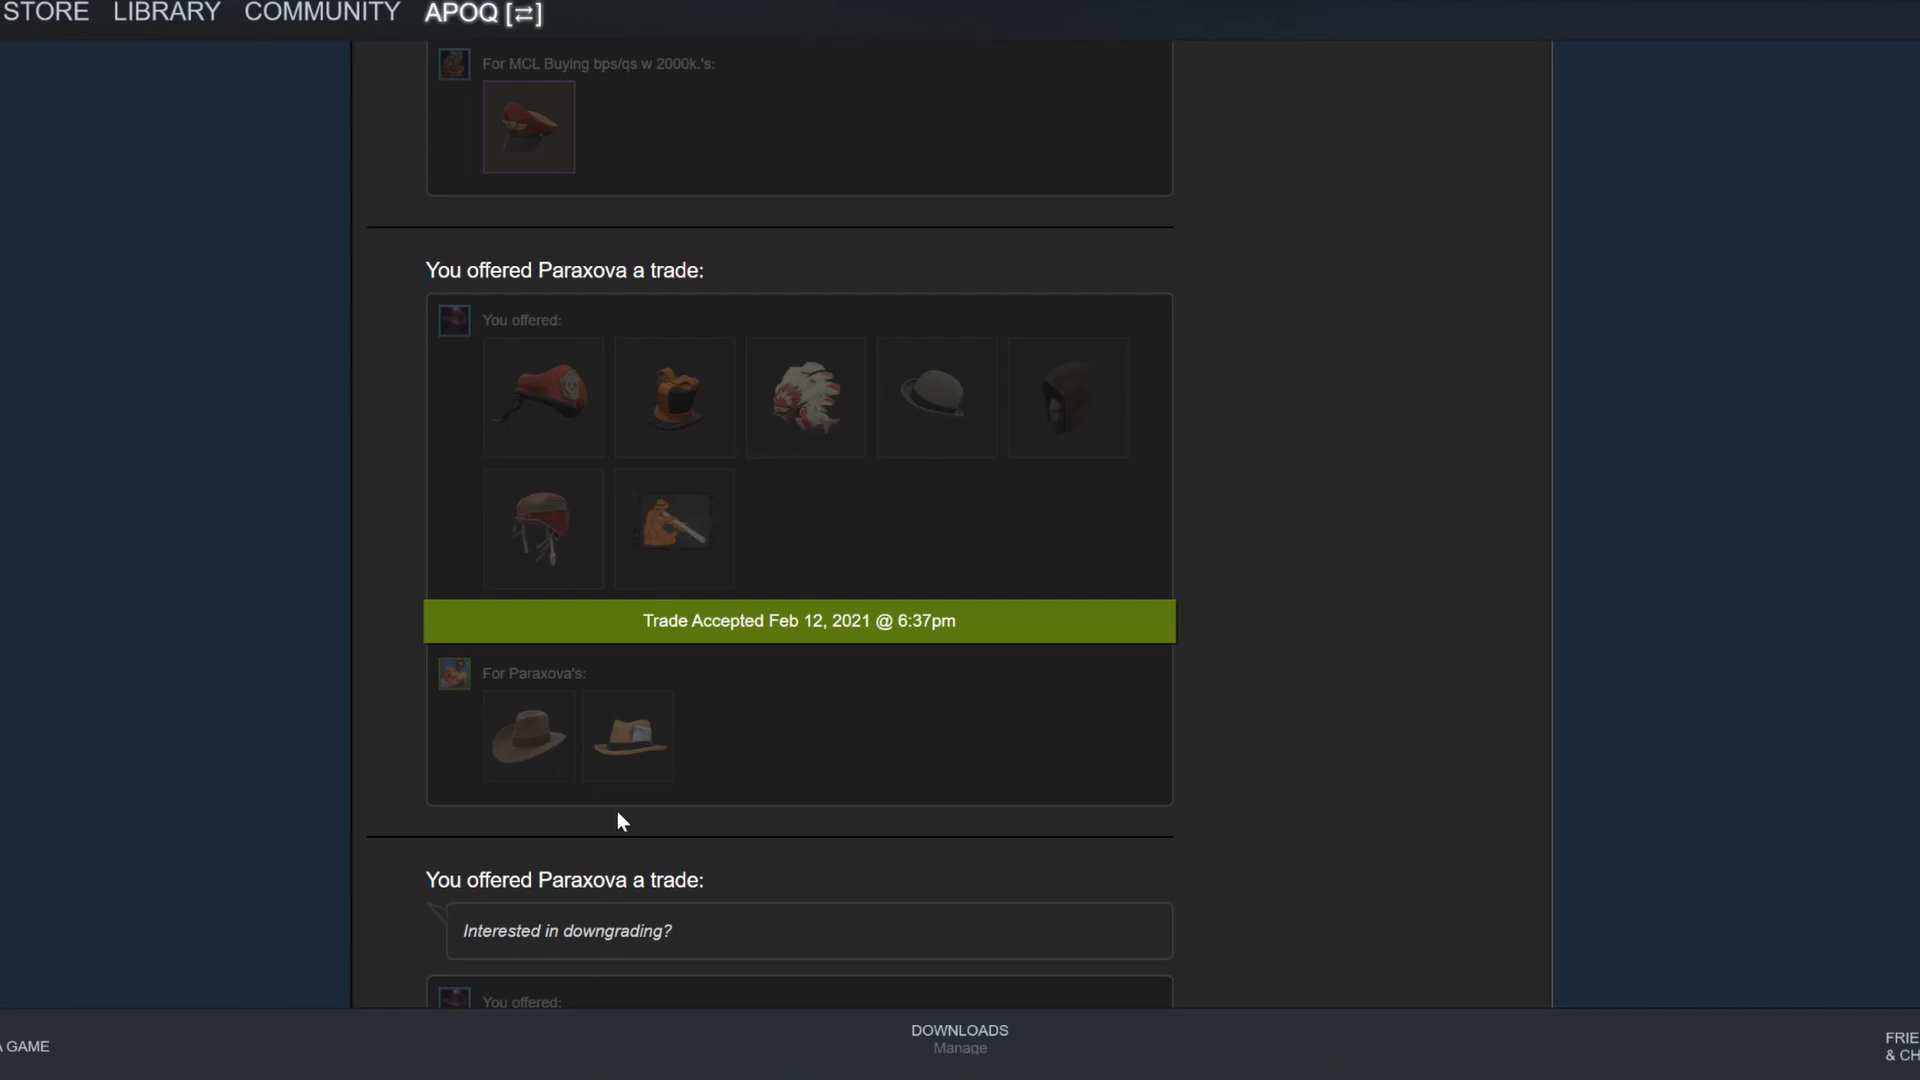 STORE LIBRARY COMMUNITY APOQ [⇄]
For MCL Buying bps/qs w 2000k.'s:
You offered Paraxova a trade:
You offered:
Trade Accepted Feb 12, 2021 @ 6:37pm
For Paraxova's:
You offered Paraxova a trade:
Interested in downgrading?
You offered:
A GAME
DOWNLOADS
Manage
FRIE
& CH